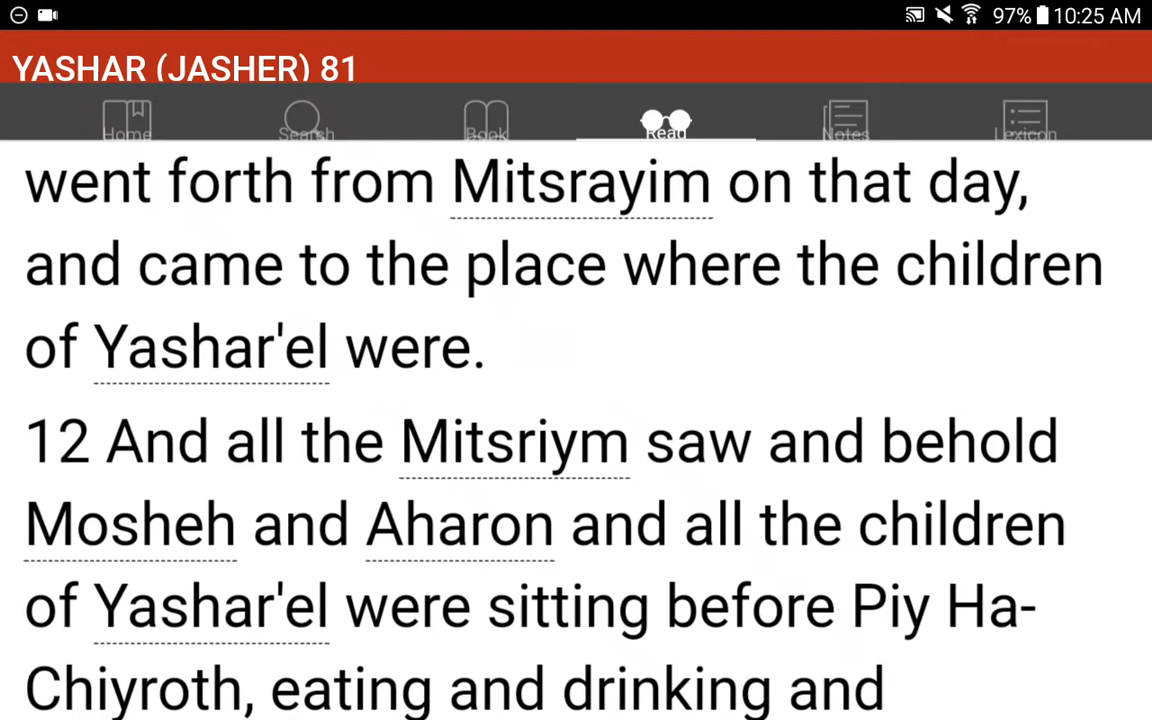 97% 10:25 AM
YASHAR (JASHER) 81
Home Search Book Read Notes Lexicon
went forth from Mitsrayim on that day,
and came to the place where the children
of Yashar'el were.
12 And all the Mitsriym saw and behold
Mosheh and Aharon and all the children
of Yashar'el were sitting before Piy Ha-
Chiyroth, eating and drinking and